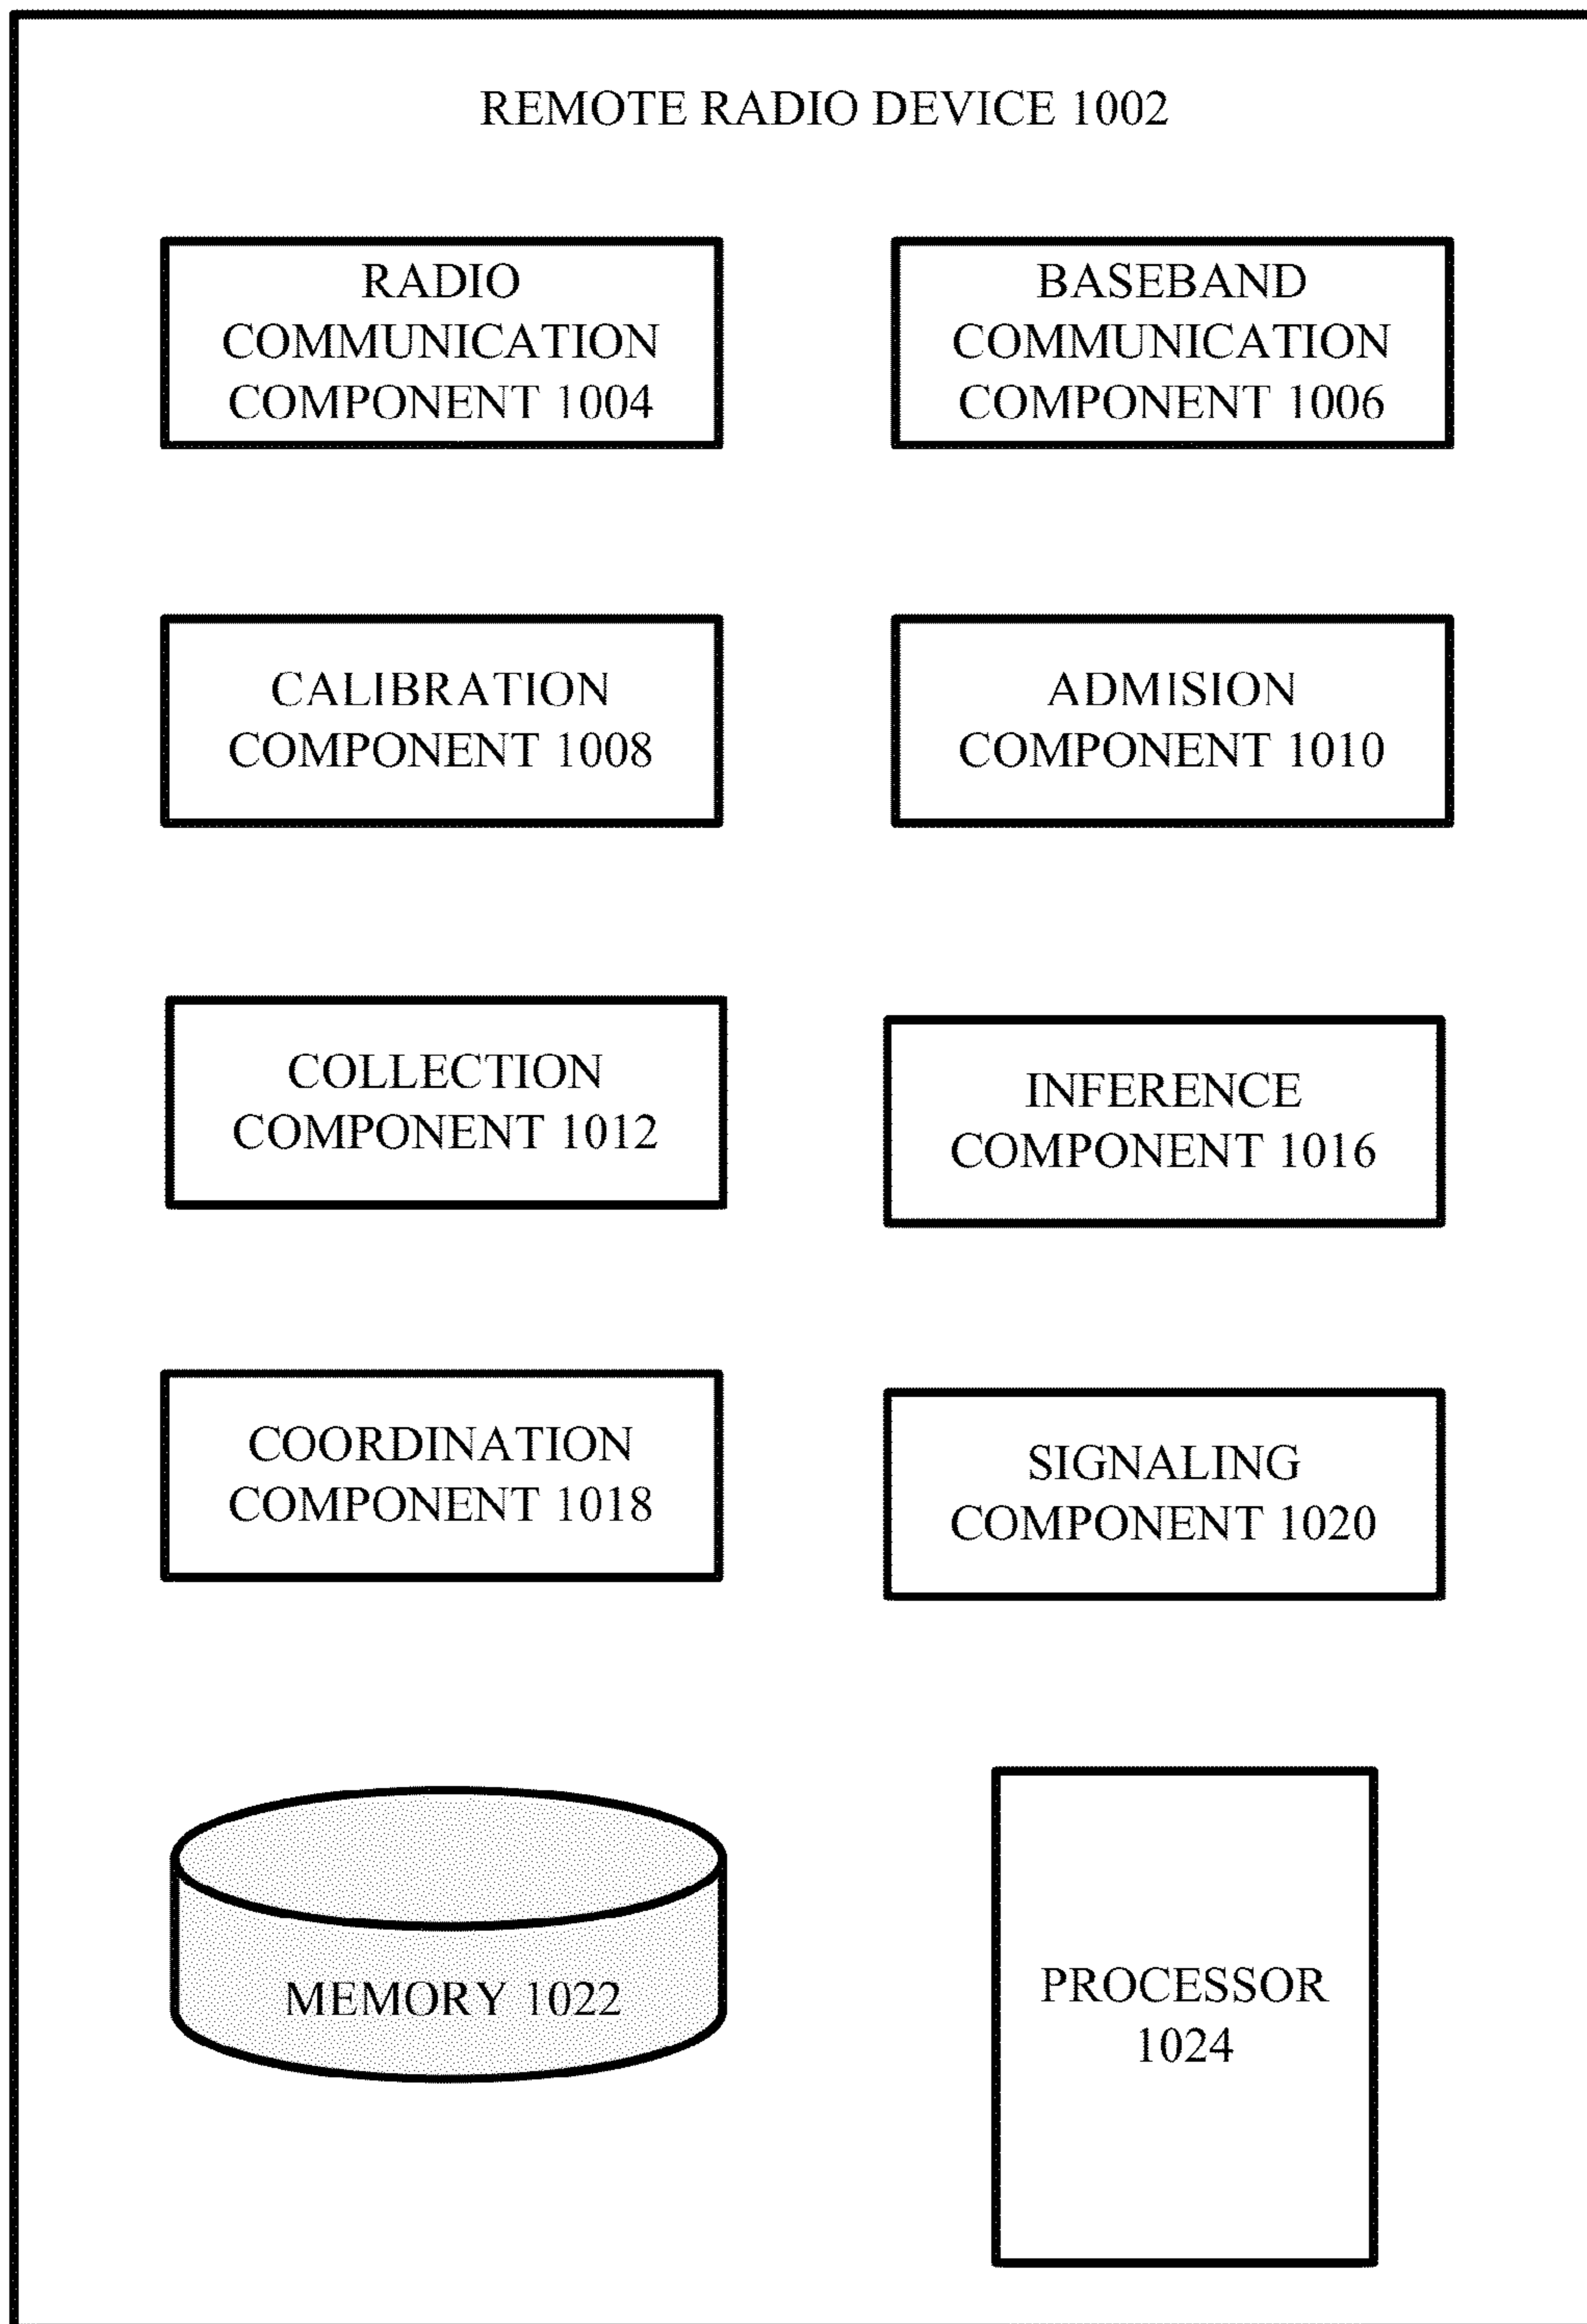 REMOTE RADIO DEVICE 1002
RADIO
COMMUNICATION
COMPONENT 1004
BASEBAND
COMMUNICATION
COMPONENT 1006
CALIBRATION
COMPONENT 1008
ADMISION
COMPONENT 1010
COLLECTION
COMPONENT 1012
INFERENCE
COMPONENT 1016
COORDINATION
COMPONENT 1018
SIGNALING
COMPONENT 1020
MEMORY 1022
PROCESSOR
1024